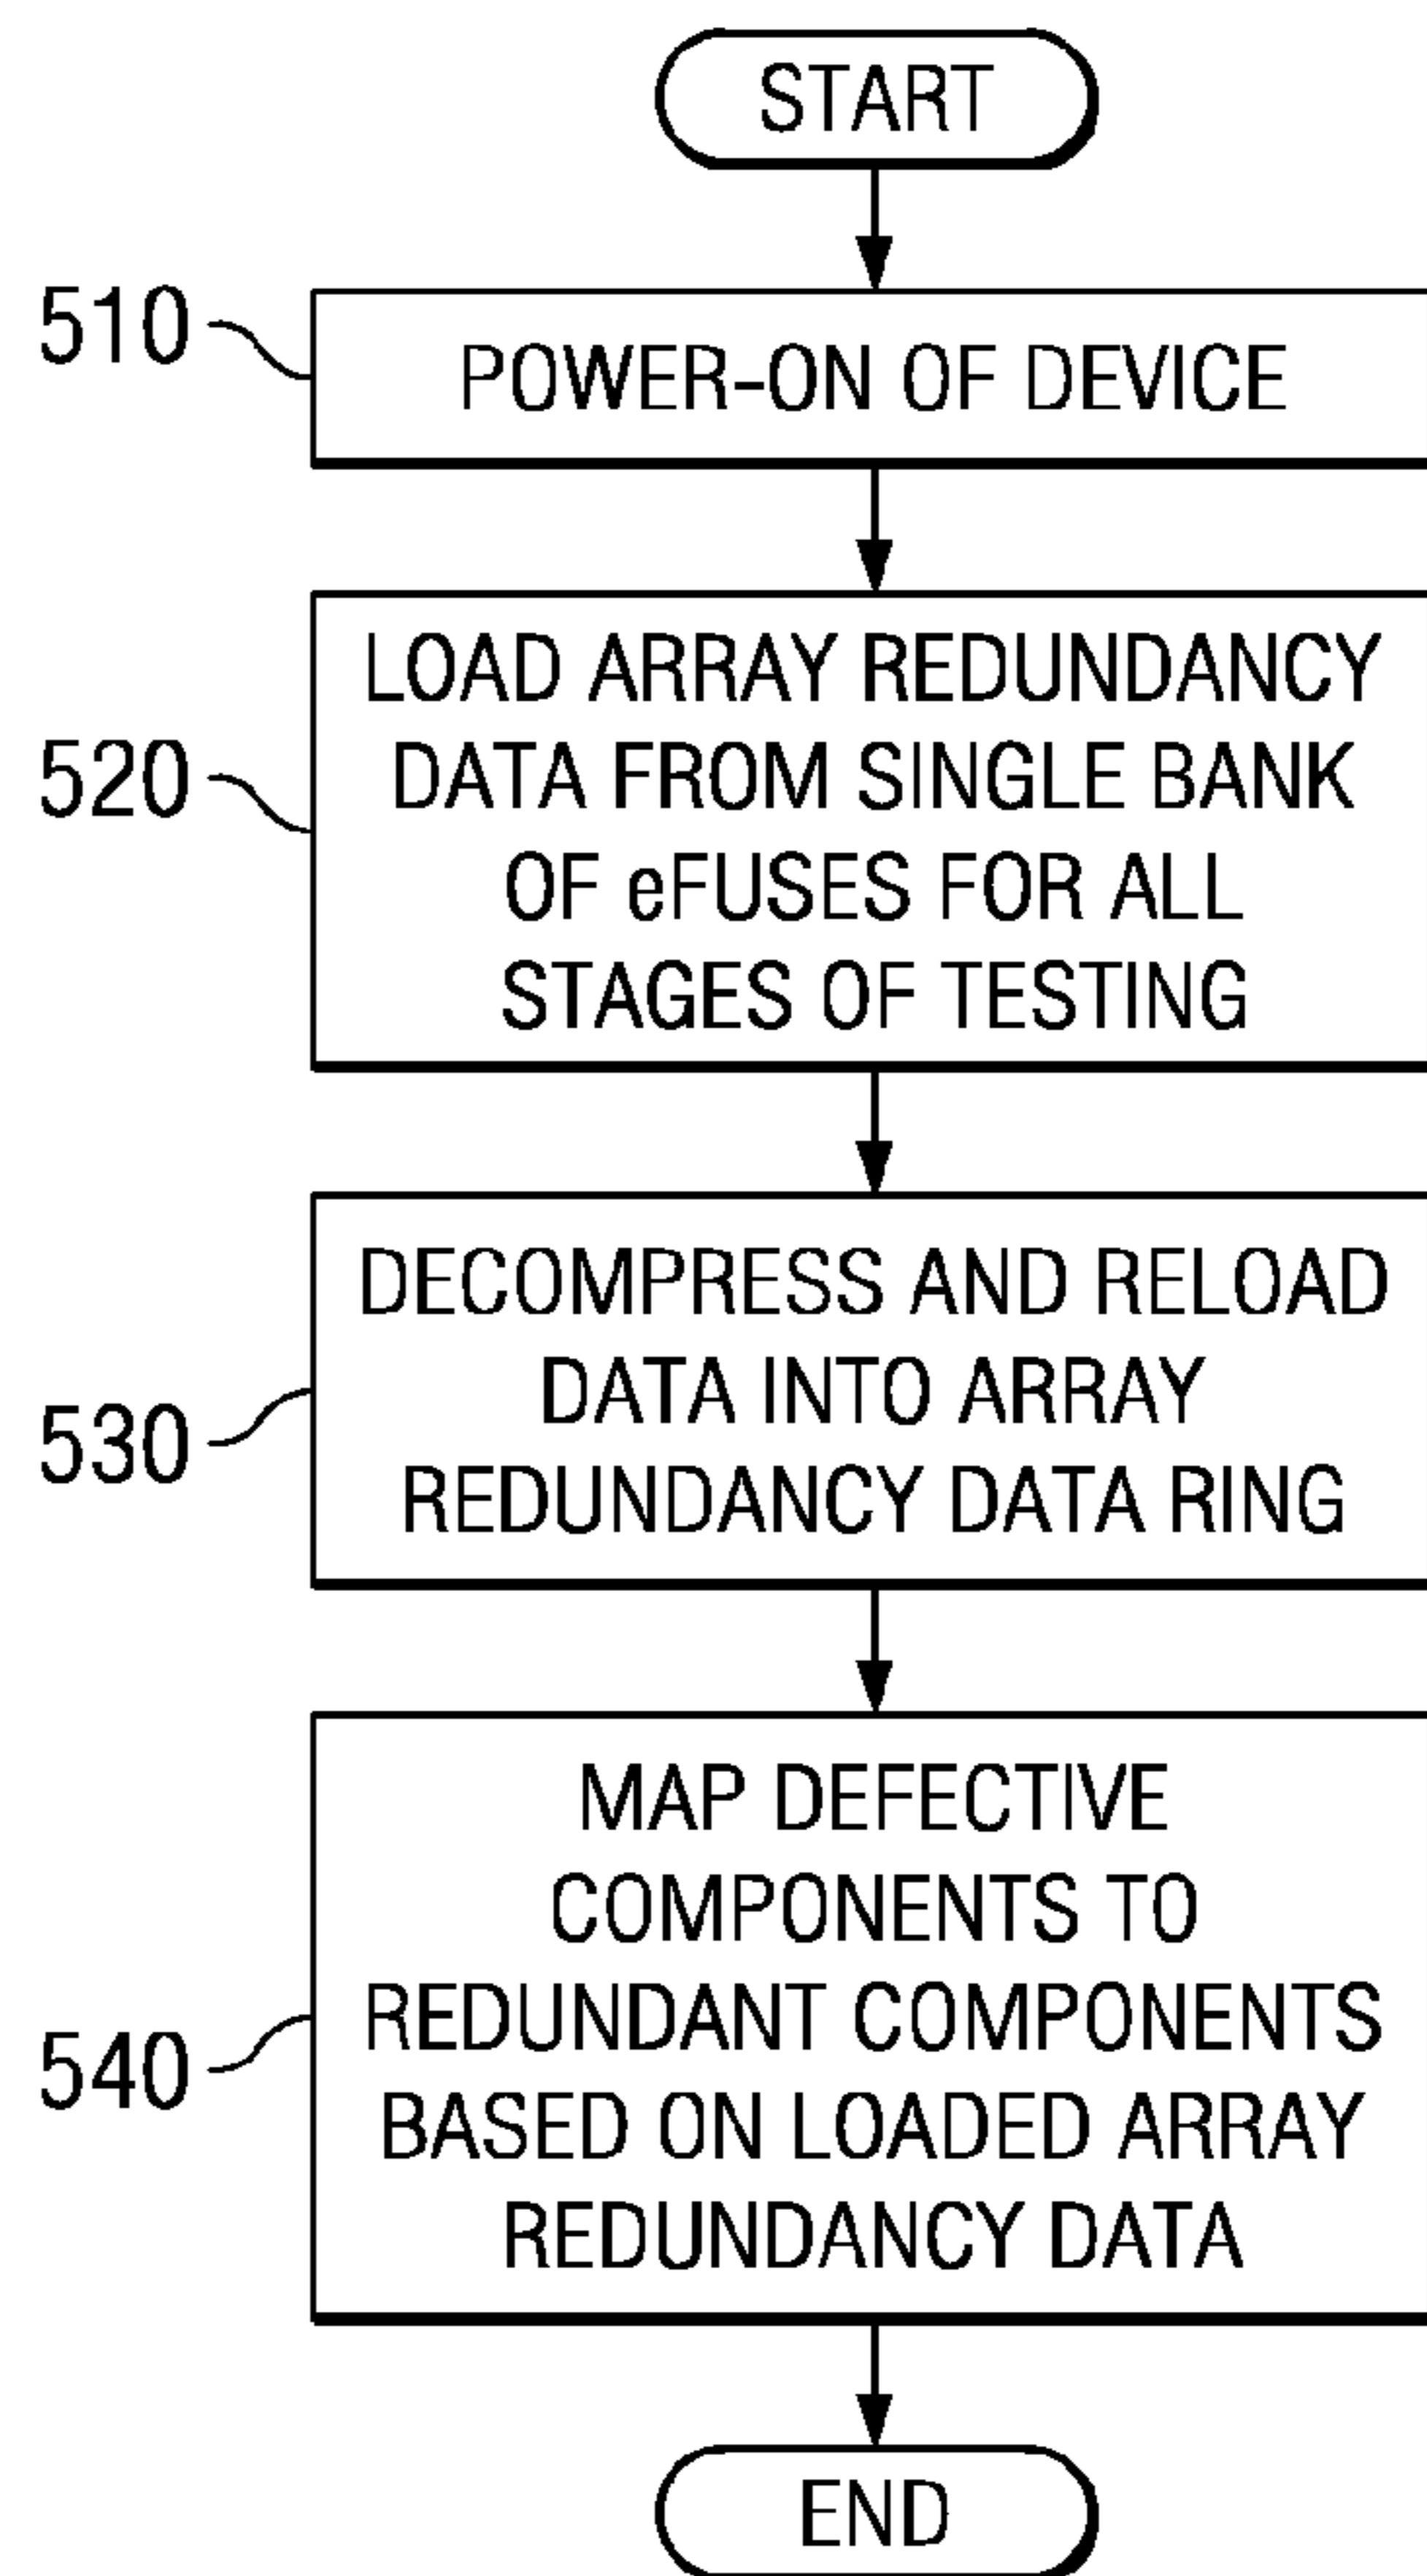 START
510
POWER-ON OF DEVICE
520
LOAD ARRAY REDUNDANCY
DATA FROM SINGLE BANK
OF eFUSES FOR ALL
STAGES OF TESTING
530
DECOMPRESS AND RELOAD
DATA INTO ARRAY
REDUNDANCY DATA RING
540
MAP DEFECTIVE
COMPONENTS TO
REDUNDANT COMPONENTS
BASED ON LOADED ARRAY
REDUNDANCY DATA
END